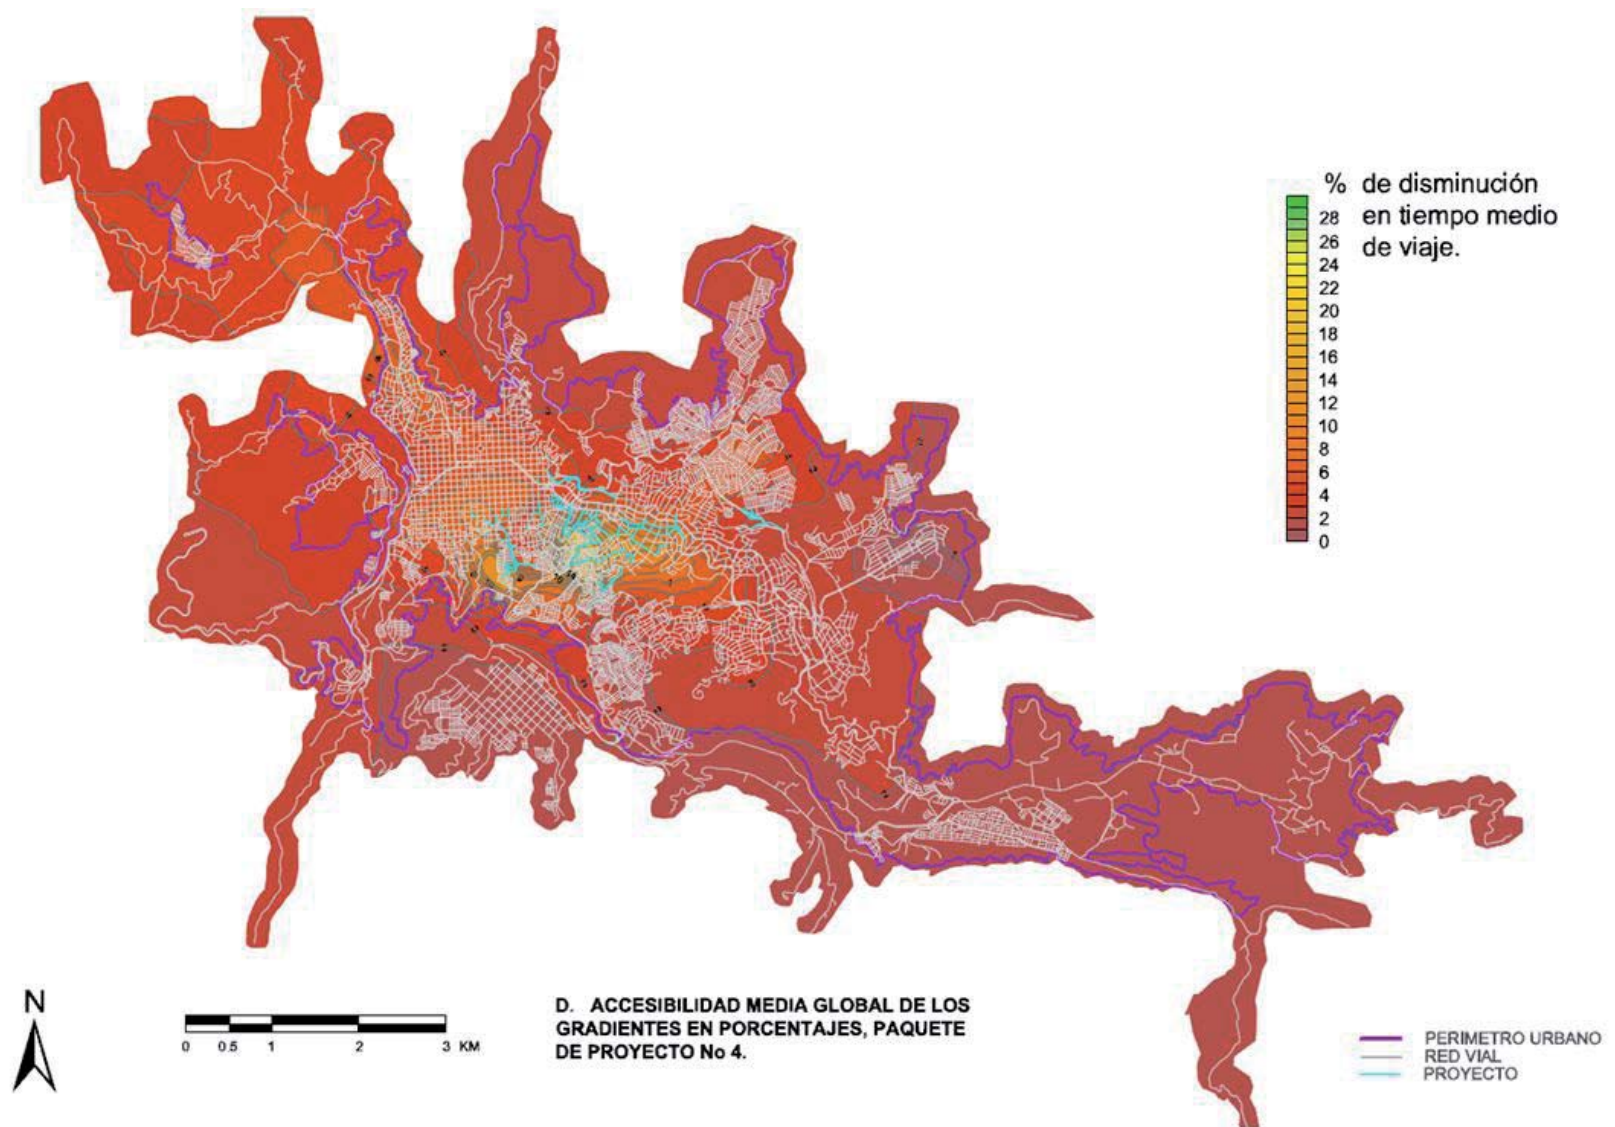 % de disminución
en tiempo medio
de viaje.
28
26
24
22
20
18
16
14
12
10
8
6
4
2
0
N
0 0.5 1 2 3 KM
D. ACCESIBILIDAD MEDIA GLOBAL DE LOS
GRADIENTES EN PORCENTAJES, PAQUETE
DE PROYECTO No 4.
PERIMETRO URBANO
RED VIAL
PROYECTO